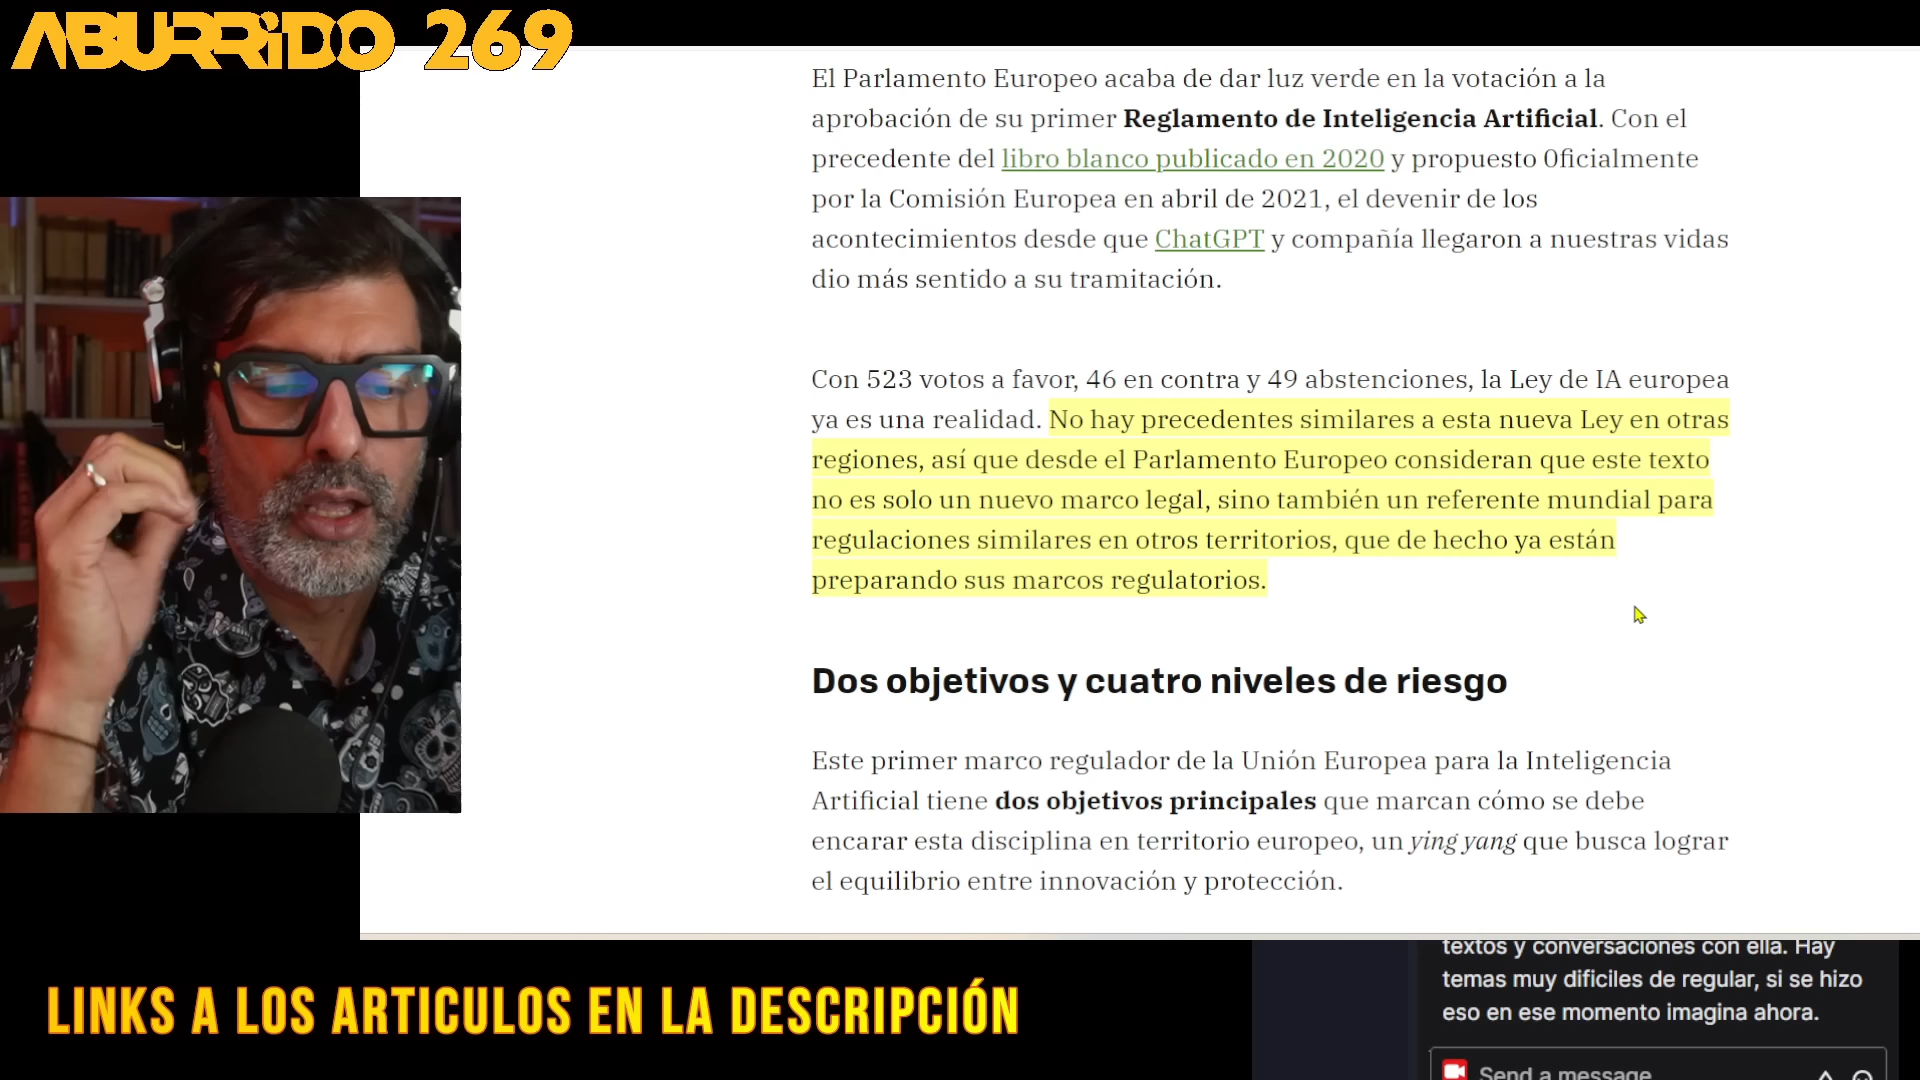 ABURRiDO 269
El Parlamento Europeo acaba de dar luz verde en la votación a la
aprobación de su primer Reglamento de Inteligencia Artificial. Con el
precedente del libro blanco publicado en 2020 y propuesto Oficialmente
por la Comisión Europea en abril de 2021, el devenir de los
acontecimientos desde que ChatGPT y compañía llegaron a nuestras vidas
dio más sentido a su tramitación.
Con 523 votos a favor, 46 en contra y 49 abstenciones, la Ley de IA europea
ya es una realidad. No hay precedentes similares a esta nueva Ley en otras
regiones, así que desde el Parlamento Europeo consideran que este texto
no es solo un nuevo marco legal, sino también un referente mundial para
regulaciones similares en otros territorios, que de hecho ya están
preparando sus marcos regulatorios.
Dos objetivos y cuatro niveles de riesgo
Este primer marco regulador de la Unión Europea para la Inteligencia
Artificial tiene dos objetivos principales que marcan cómo se debe
encarar esta disciplina en territorio europeo, un ying yang que busca lograr
el equilibrio entre innovación y protección.
textos y conversaciones con ella. Hay
temas muy dificiles de regular, si se hizo
eso en ese momento imagina ahora.
Send a message
LINKS A LOS ARTICULOS EN LA DESCRIPCIÓN